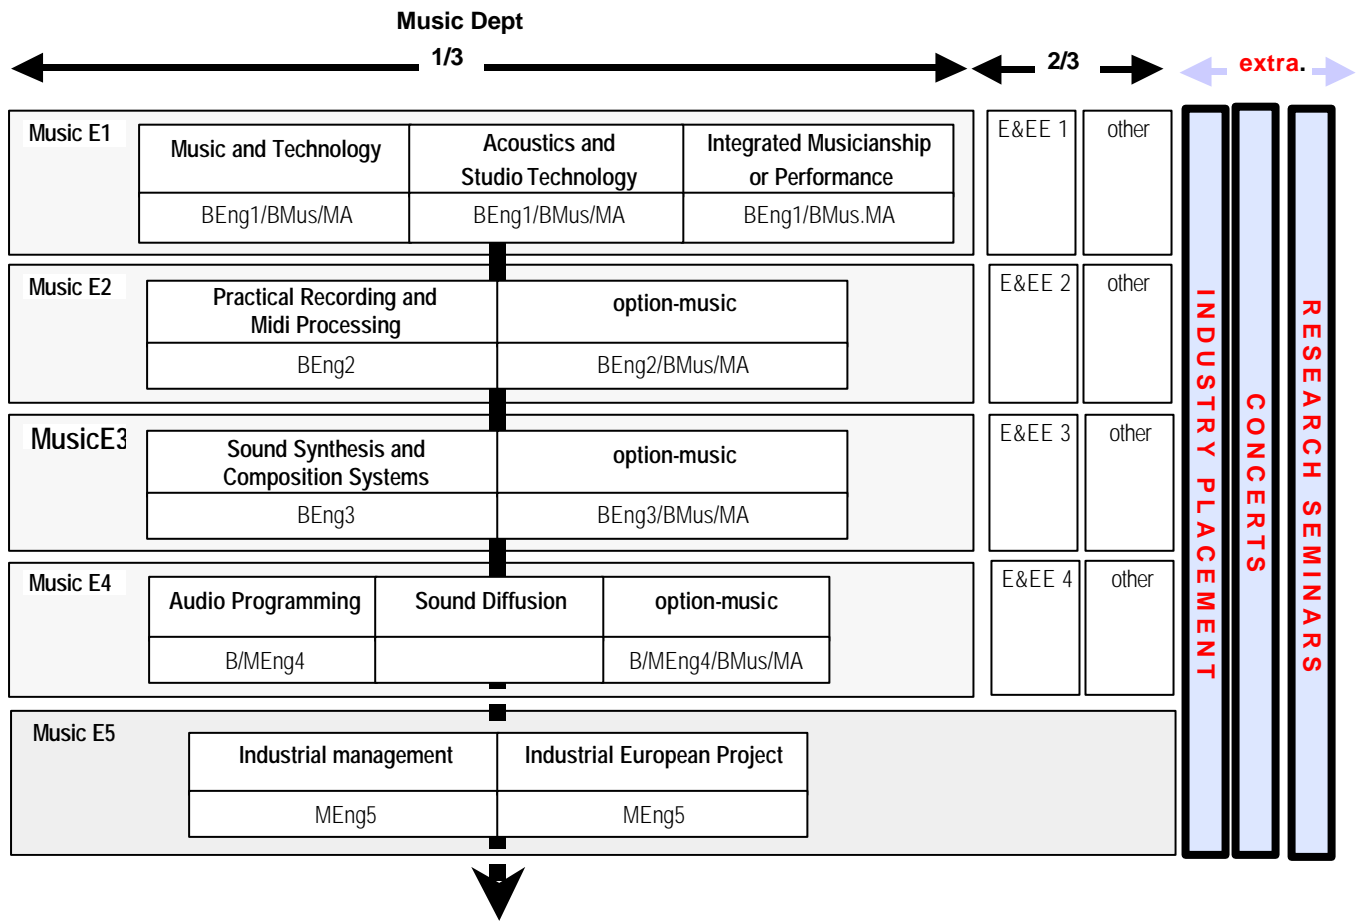 Music Dept
1/3
2/3
extra.
Music E1
Music and Technology
Acoustics and
Studio Technology
Integrated Musicianship
or Performance
BEng1/BMus/MA
BEng1/BMus/MA
BEng1/BMus.MA
E&EE 1
other
Music E2
Practical Recording and
Midi Processing
option-music
BEng2
BEng2/BMus/MA
E&EE 2
other
MusicE3
Sound Synthesis and
Composition Systems
option-music
BEng3
BEng3/BMus/MA
E&EE 3
other
Music E4
Audio Programming
Sound Diffusion
option-music
B/MEng4
B/MEng4/BMus/MA
E&EE 4
other
Music E5
Industrial management
Industrial European Project
MEng5
MEng5
INDUSTRY PLACEMENT
CONCERTS
RESEARCH SEMINARS